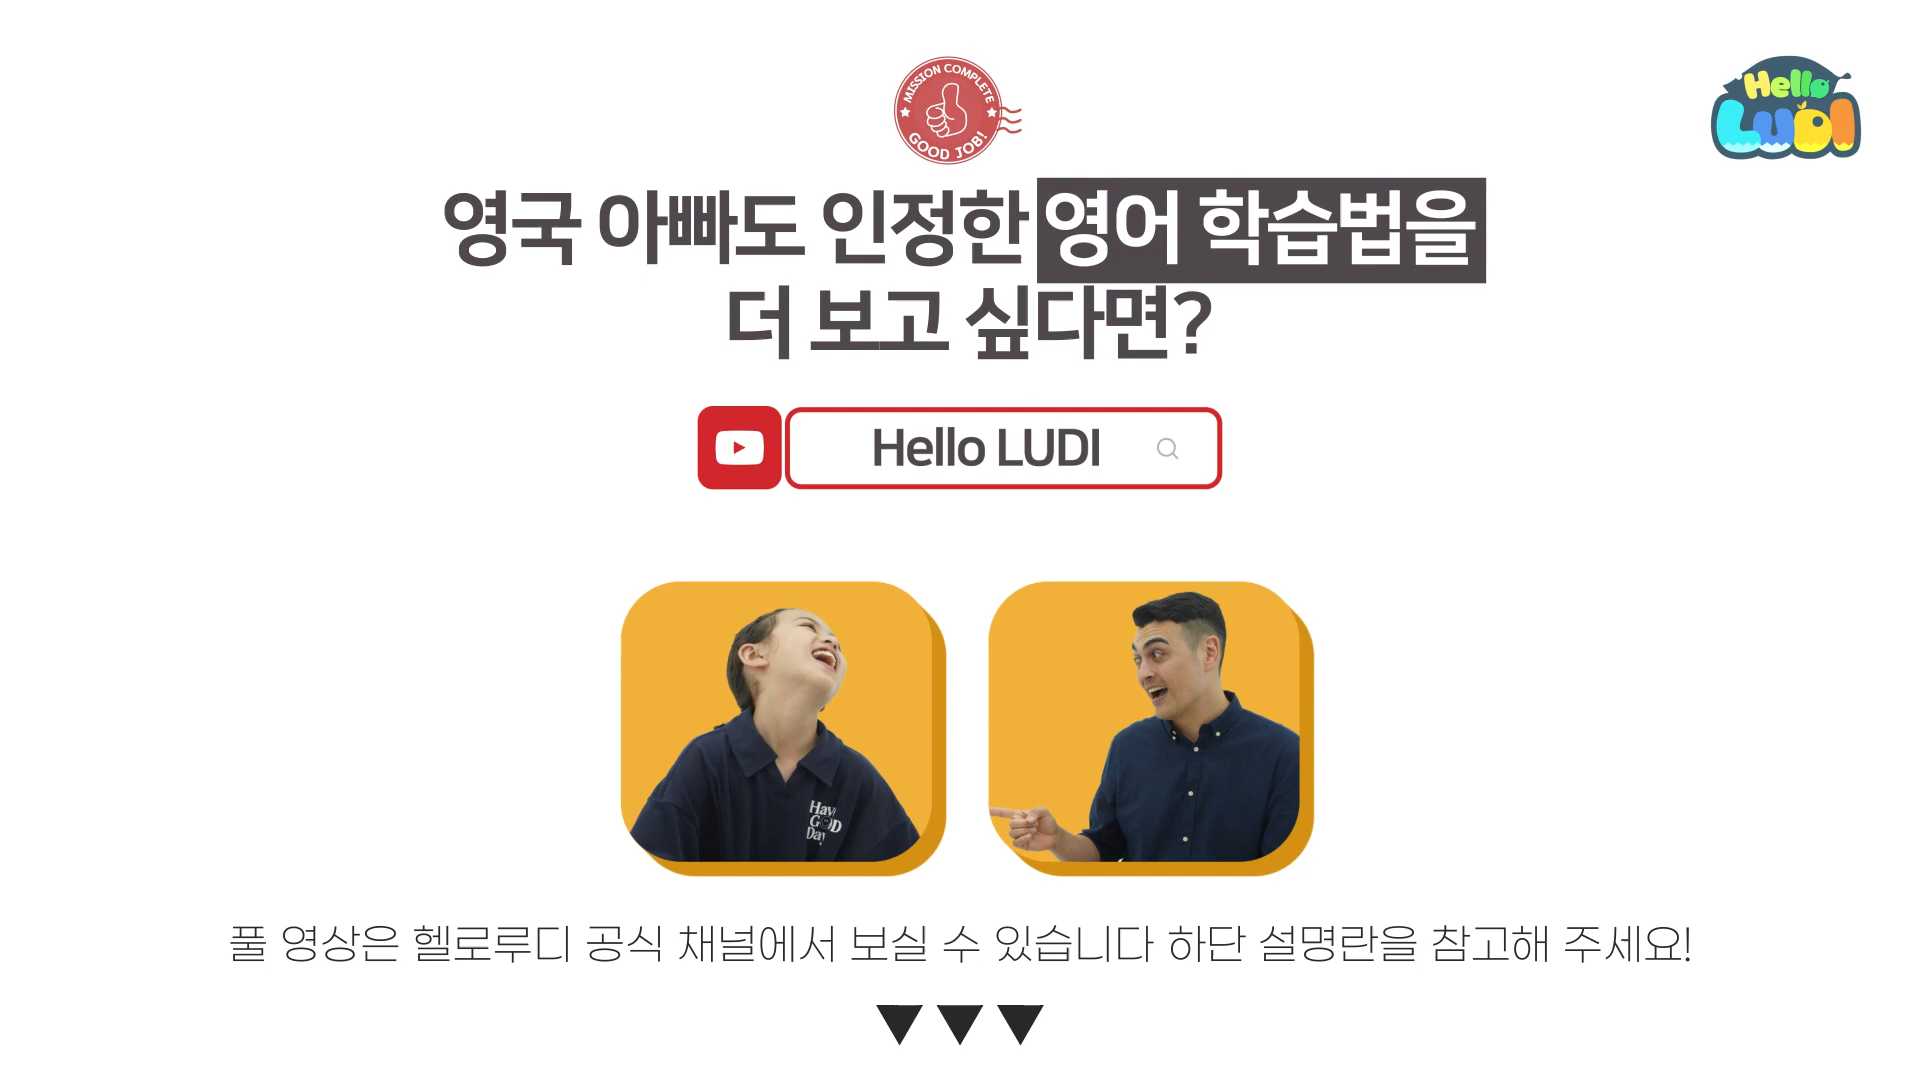 MISSION COMPLETE
GOOD JOB!
Hello
LUDI
영국 아빠도 인정한 영어 학습법을
더 보고 싶다면?
Hello LUDI
Have
GOOD
Day
풀 영상은 헬로루디 공식 채널에서 보실 수 있습니다 하단 설명란을 참고해 주세요!